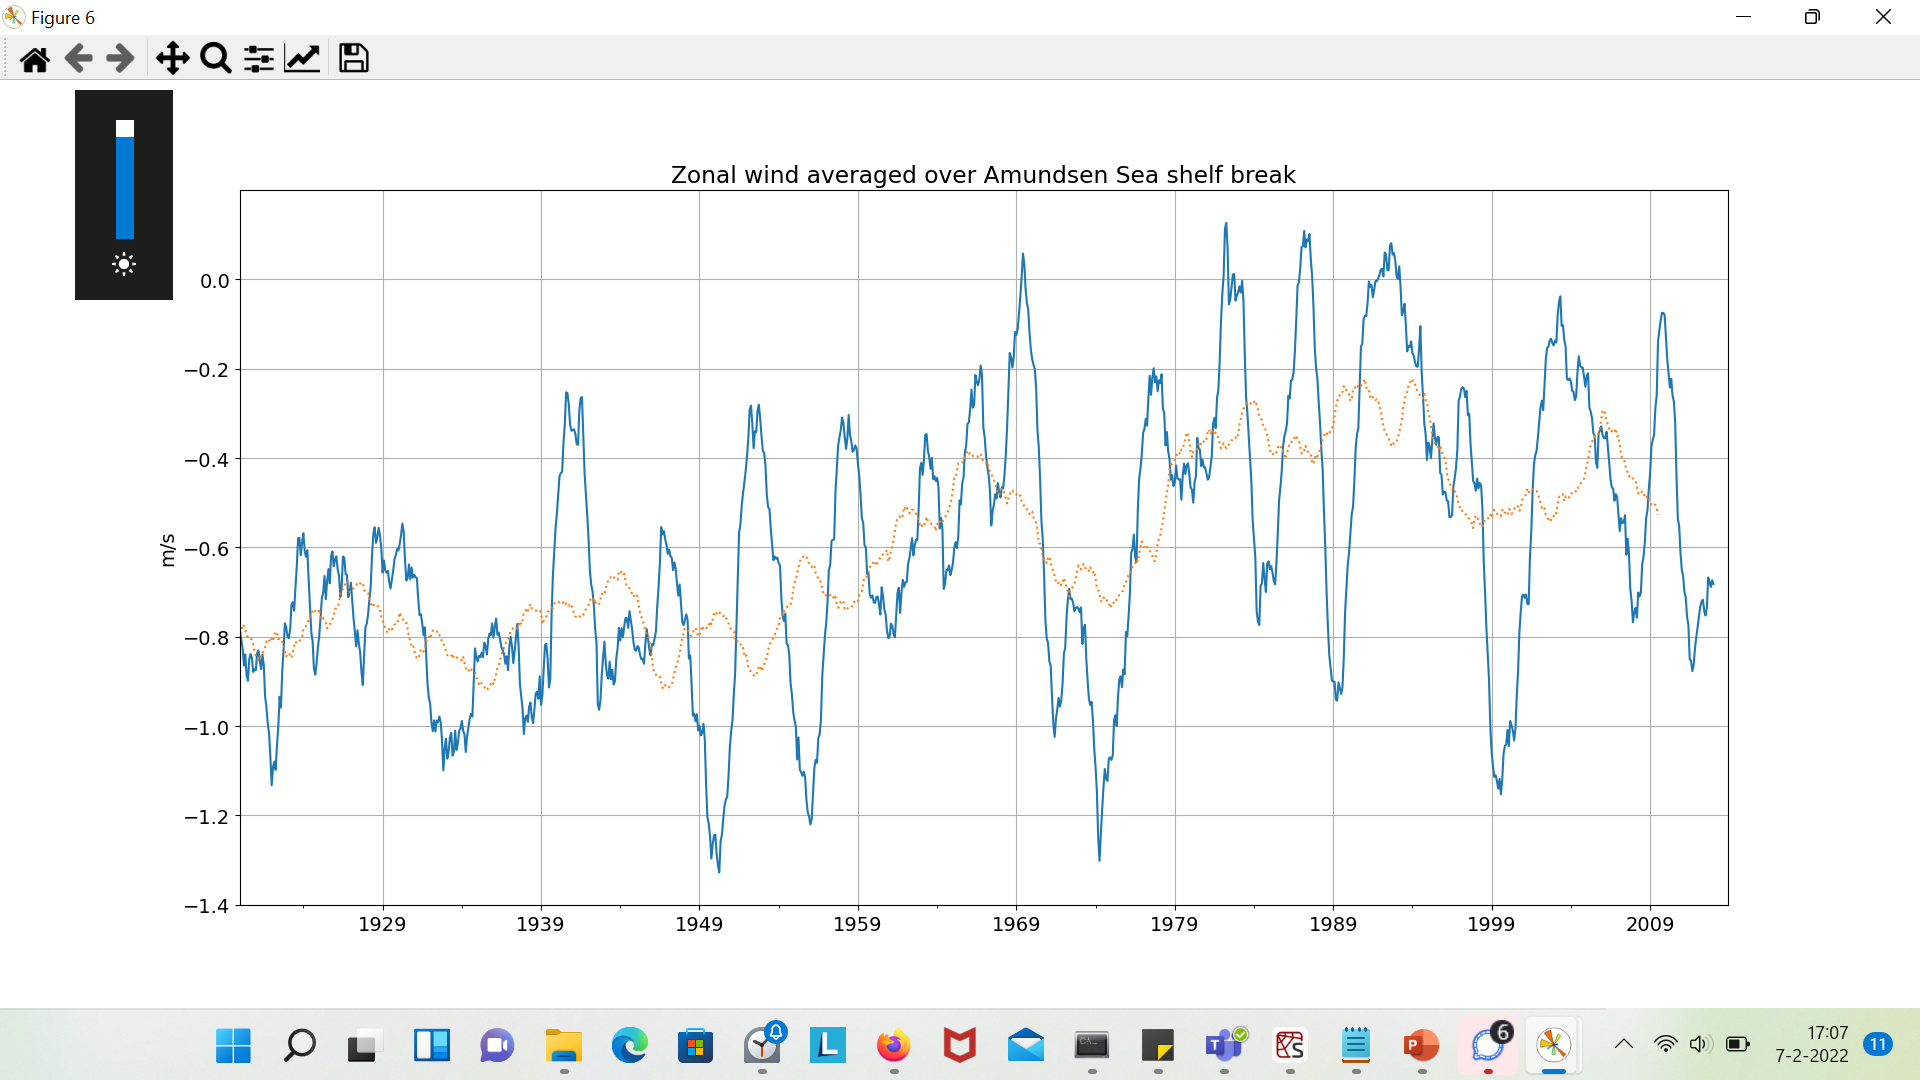 Figure 6
Zonal wind averaged over Amundsen Sea shelf break
0.0
−0.2
−0.4
−0.6
−0.8
−1.0
−1.2
−1.4
m/s
1929 1939 1949 1959 1969 1979 1989 1999 2009
L
C:\_
T
P
6
17:07
7-2-2022
11